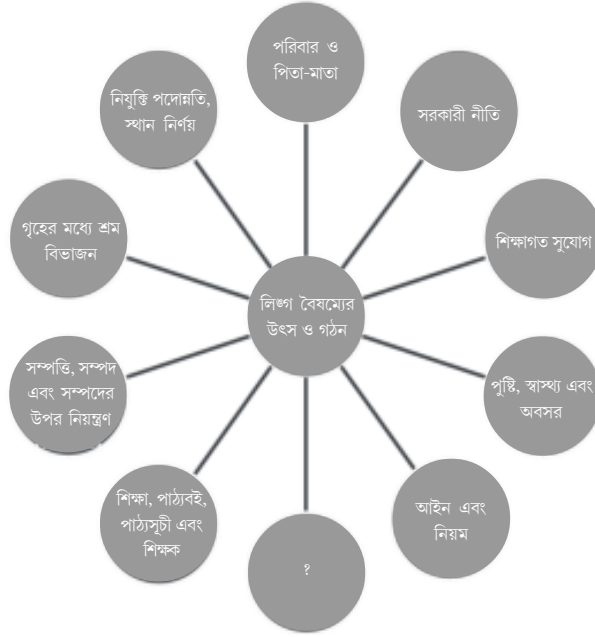 পরিবার ও
পিতা-মাতা
সরকারী নীতি
শিক্ষাগত সুযোগ
পুষ্টি, স্বাস্থ্য এবং
অবসর
আইন এবং
নিয়ম
?
শিক্ষা, পাঠ্যবই,
পাঠ্যসূচী এবং
শিক্ষক
সম্পত্তি, সম্পদ
এবং সম্পদের
উপর নিয়ন্ত্রণ
গৃহের মধ্যে শ্রম
বিভাজন
নিযুক্তি পদোন্নতি,
স্থান নির্ণয়
লিঙ্গ বৈষম্যের
উৎস ও গঠন